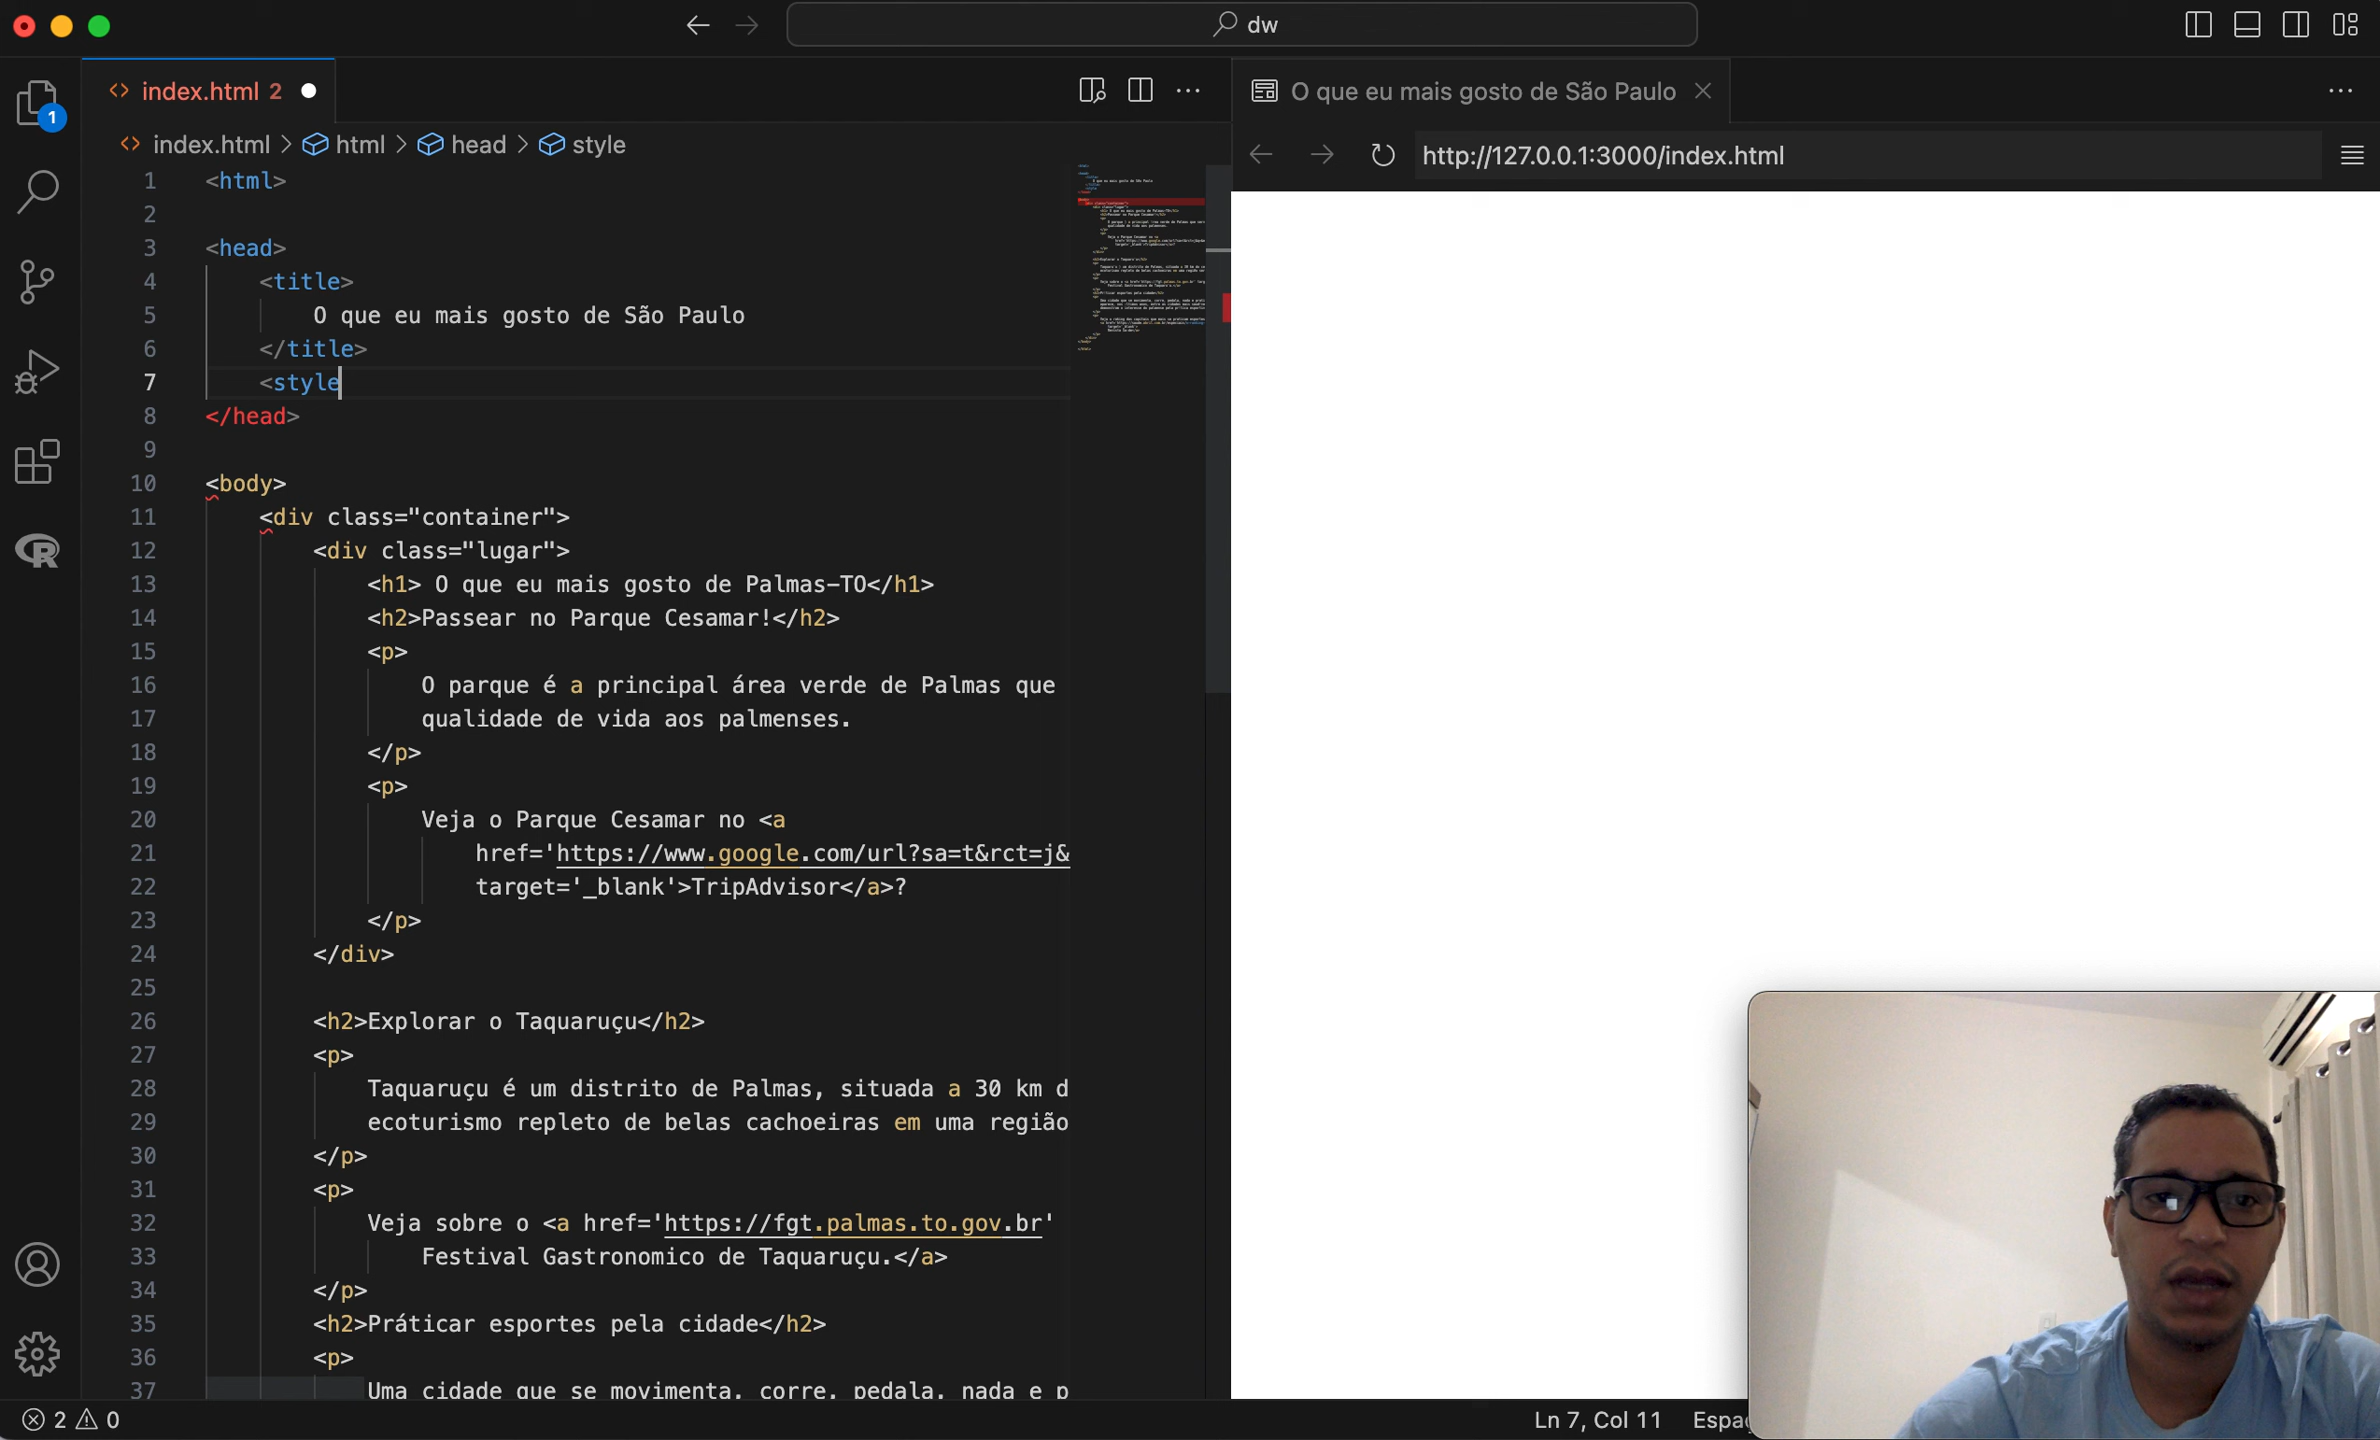 dw
index.html 2
O que eu mais gosto de São Paulo
1
index.html > html > head > style
http://127.0.0.1:3000/index.html
1 <html>
2
3 <head>
4 <title>
5 O que eu mais gosto de São Paulo
6 </title>
7 <style
8 </head>
9
10 <body>
11 <div class="container">
12 <div class="lugar">
13 <h1> O que eu mais gosto de Palmas-TO</h1>
14 <h2>Passear no Parque Cesamar!</h2>
15 <p>
16 O parque é a principal área verde de Palmas que
17 qualidade de vida aos palmenses.
18 </p>
19 <p>
20 Veja o Parque Cesamar no <a
21 href='https://www.google.com/url?sa=t&rct=j&
22 target='_blank'>TripAdvisor</a>?
23 </p>
24 </div>
25
26 <h2>Explorar o Taquaruçu</h2>
27 <p>
28 Taquaruçu é um distrito de Palmas, situada a 30 km d
29 ecoturismo repleto de belas cachoeiras em uma região
30 </p>
31 <p>
32 Veja sobre o <a href='https://fgt.palmas.to.gov.br'
33 Festival Gastronomico de Taquaruçu.</a>
34 </p>
35 <h2>Práticar esportes pela cidade</h2>
36 <p>
37 Uma cidade que se movimenta, corre, pedala, nada e p
2 0
Ln 7, Col 11 Espaç